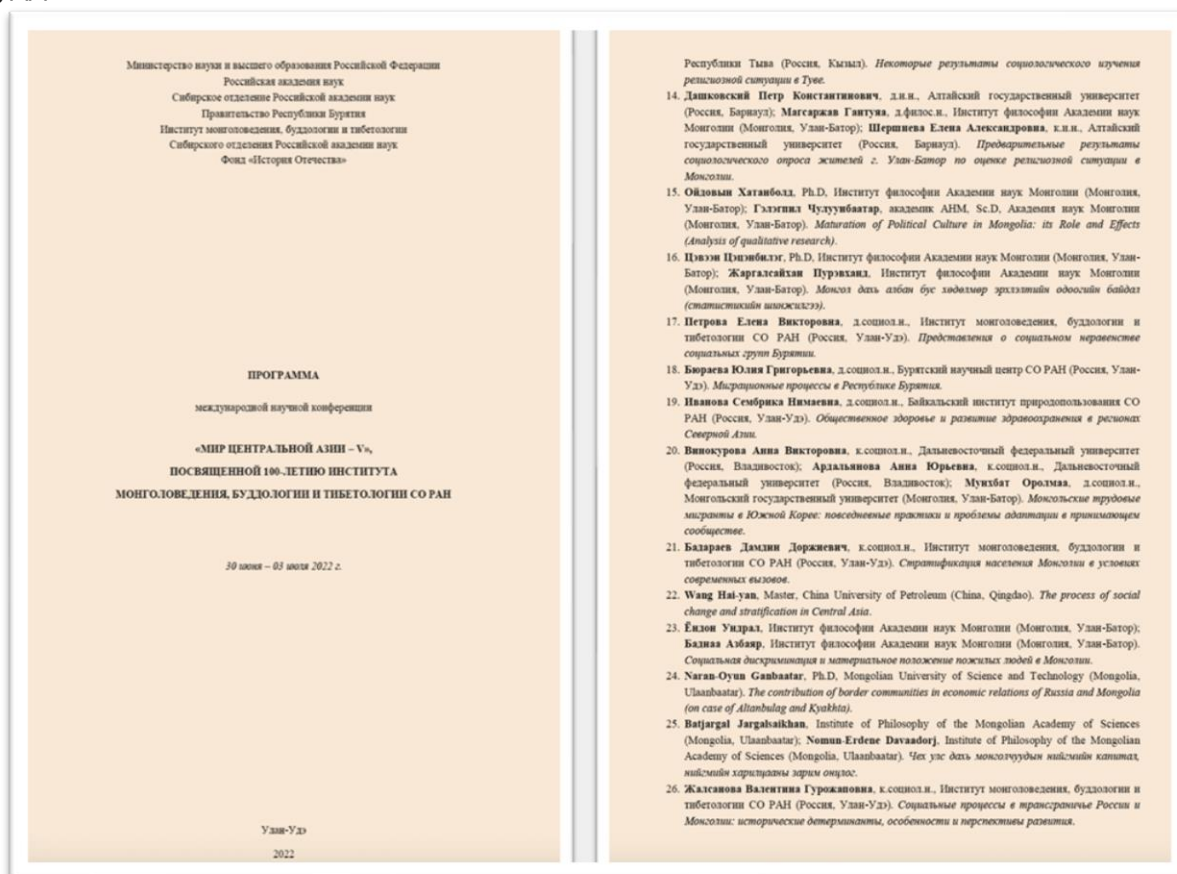 Министерство науки и высшего образования Российской Федерации
Российская академия наук
Сибирское отделение Российской академии наук
Правительство Республики Бурятия
Институт монголоведения, буддологии и тибетологии
Сибирского отделения Российской академии наук
Фонд «История Отечества»
ПРОГРАММА
международной научной конференции
«МИР ЦЕНТРАЛЬНОЙ АЗИИ – V»,
ПОСВЯЩЕННОЙ 100-ЛЕТИЮ ИНСТИТУТА
МОНГОЛОВЕДЕНИЯ, БУДДОЛОГИИ И ТИБЕТОЛОГИИ СО РАН
30 июня – 03 июля 2022 г.
Улан-Удэ
2022
Республики Тыва (Россия, Кызыл). Некоторые результаты социологического изучения
религиозной ситуации в Туве.
14. Дашковский Петр Константинович, д.и.н., Алтайский государственный университет
(Россия, Барнаул); Магсаржав Гантуяа, д.филос.н., Институт философии Академии наук
Монголии (Монголия, Улан-Батор); Шершнева Елена Александровна, к.и.н., Алтайский
государственный университет (Россия, Барнаул). Предварительные результаты
социологического опроса жителей г. Улан-Батор по оценке религиозной ситуации в
Монголии.
15. Ойдовын Хатанболд, Ph.D, Институт философии Академии наук Монголии (Монголия,
Улан-Батор); Гэлэгпил Чулуунбаатар, академик АНМ, Sc.D, Академия наук Монголии
(Монголия, Улан-Батор). Maturation of Political Culture in Mongolia: its Role and Effects
(Analysis of qualitative research).
16. Цэвээн Цэцэнбилэг, Ph.D, Институт философии Академии наук Монголии (Монголия, Улан-
Батор); Жаргалсайхан Пурэвханд, Институт философии Академии наук Монголии
(Монголия, Улан-Батор). Монгол дахь албан бус хөдөлмөр эрхлэлтийн одоогийн байдал
(статистикийн шинжилгээ).
17. Петрова Елена Викторовна, д.социол.н., Институт монголоведения, буддологии и
тибетологии СО РАН (Россия, Улан-Удэ). Представления о социальном неравенстве
социальных групп Бурятии.
18. Бюраева Юлия Григорьевна, д.социол.н., Бурятский научный центр СО РАН (Россия, Улан-
Удэ). Миграционные процессы в Республике Бурятия.
19. Иванова Сембрика Нимаевна, д.социол.н., Байкальский институт природопользования СО
РАН (Россия, Улан-Удэ). Общественное здоровье и развитие здравоохранения в регионах
Северной Азии.
20. Винокурова Анна Викторовна, к.социол.н., Дальневосточный федеральный университет
(Россия, Владивосток); Ардальянова Анна Юрьевна, к.социол.н., Дальневосточный
федеральный университет (Россия, Владивосток); Мунхбат Оролмаа, д.социол.н.,
Монгольский государственный университет (Монголия, Улан-Батор). Монгольские трудовые
мигранты в Южной Корее: повседневные практики и проблемы адаптации в принимающем
сообществе.
21. Бадараев Дамдин Доржиевич, к.социол.н., Институт монголоведения, буддологии и
тибетологии СО РАН (Россия, Улан-Удэ). Стратификация населения Монголии в условиях
современных вызовов.
22. Wang Hai-yan, Master, China University of Petroleum (China, Qingdao). The process of social
change and stratification in Central Asia.
23. Ёндон Ундрал, Институт философии Академии наук Монголии (Монголия, Улан-Батор);
Баднаа Азбаяр, Институт философии Академии наук Монголии (Монголия, Улан-Батор).
Социальная дискриминация и материальное положение пожилых людей в Монголии.
24. Naran-Oyun Ganbaatar, Ph.D, Mongolian University of Science and Technology (Mongolia,
Ulaanbaatar). The contribution of border communities in economic relations of Russia and Mongolia
(on case of Altanbulag and Kyakhta).
25. Batjargal Jargalsaikhan, Institute of Philosophy of the Mongolian Academy of Sciences
(Mongolia, Ulaanbaatar); Nomun-Erdene Davaadorj, Institute of Philosophy of the Mongolian
Academy of Sciences (Mongolia, Ulaanbaatar). Чех улс дахь монголчуудын нийгмийн капитал,
нийгмийн харилцааны зарим онцлог.
26. Жалсанова Валентина Гурожаповна, к.социол.н., Институт монголоведения, буддологии и
тибетологии СО РАН (Россия, Улан-Удэ). Социальные процессы в трансграничье России и
Монголии: исторические детерминанты, особенности и перспективы развития.